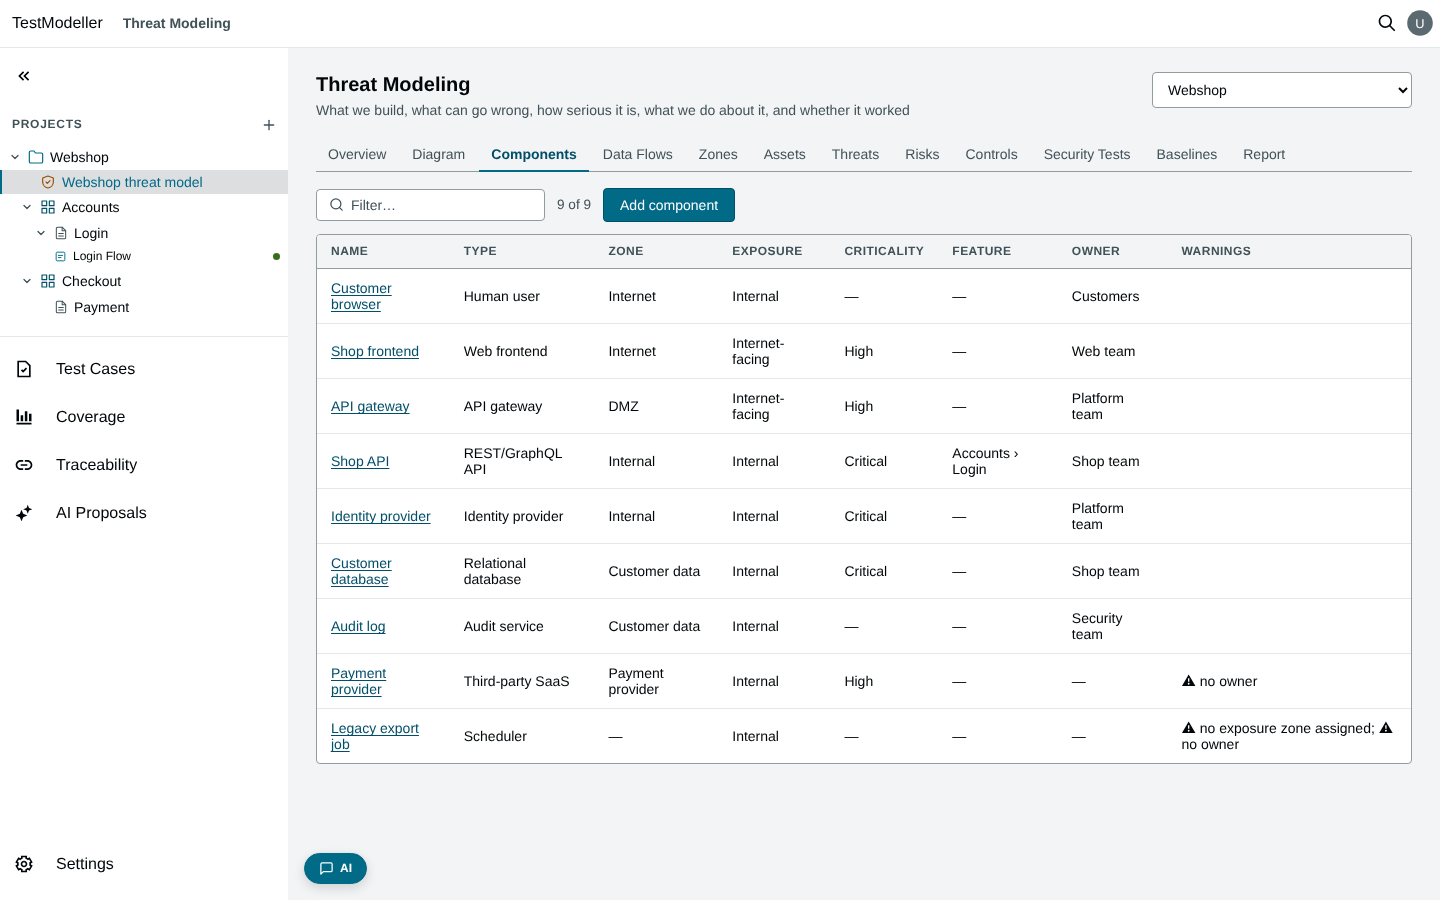 TestModeller Threat Modeling U
PROJECTS
Webshop
Webshop threat model
Accounts
Login
Login Flow
Checkout
Payment
Test Cases
Coverage
Traceability
AI Proposals
Settings
Threat Modeling
What we build, what can go wrong, how serious it is, what we do about it, and whether it worked
Webshop
Overview Diagram Components Data Flows Zones Assets Threats Risks Controls Security Tests Baselines Report
Filter… 9 of 9 Add component
NAME TYPE ZONE EXPOSURE CRITICALITY FEATURE OWNER WARNINGS
Customer
browser Human user Internet Internal — — Customers
Shop frontend Web frontend Internet Internet-
facing High — Web team
API gateway API gateway DMZ Internet-
facing High — Platform
team
Shop API REST/GraphQL
API Internal Internal Critical Accounts ›
Login Shop team
Identity provider Identity provider Internal Internal Critical — Platform
team
Customer
database Relational
database Customer data Internal Critical — Shop team
Audit log Audit service Customer data Internal — — Security
team
Payment
provider Third-party SaaS Payment
provider Internal High — — ⚠ no owner
Legacy export
job Scheduler — Internal — — — ⚠ no exposure zone assigned; ⚠
no owner
AI